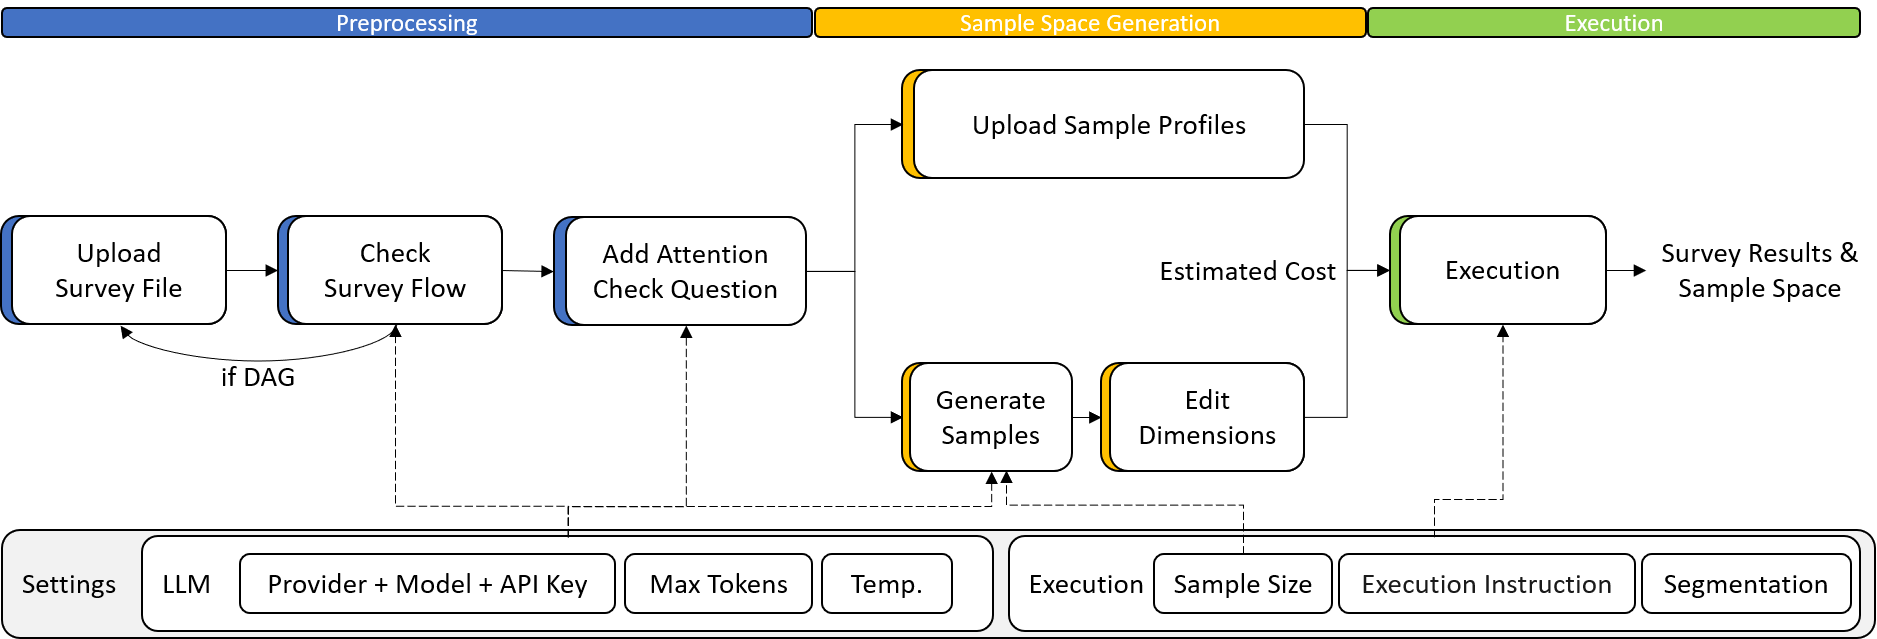 Preprocessing
Sample Space Generation
Execution
Upload Sample Profiles
Upload
Survey File
Check
Survey Flow
Add Attention
Check Question
Estimated Cost
Execution
Survey Results &
Sample Space
if DAG
Generate
Samples
Edit
Dimensions
Settings
LLM
Provider + Model + API Key
Max Tokens
Temp.
Execution
Sample Size
Execution Instruction
Segmentation